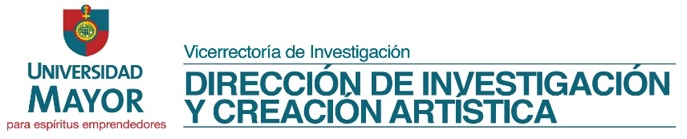 UNIVERSIDAD
MAYOR
para espíritus emprendedores
Vicerrectoría de Investigación
DIRECCIÓN DE INVESTIGACIÓN
Y CREACIÓN ARTÍSTICA